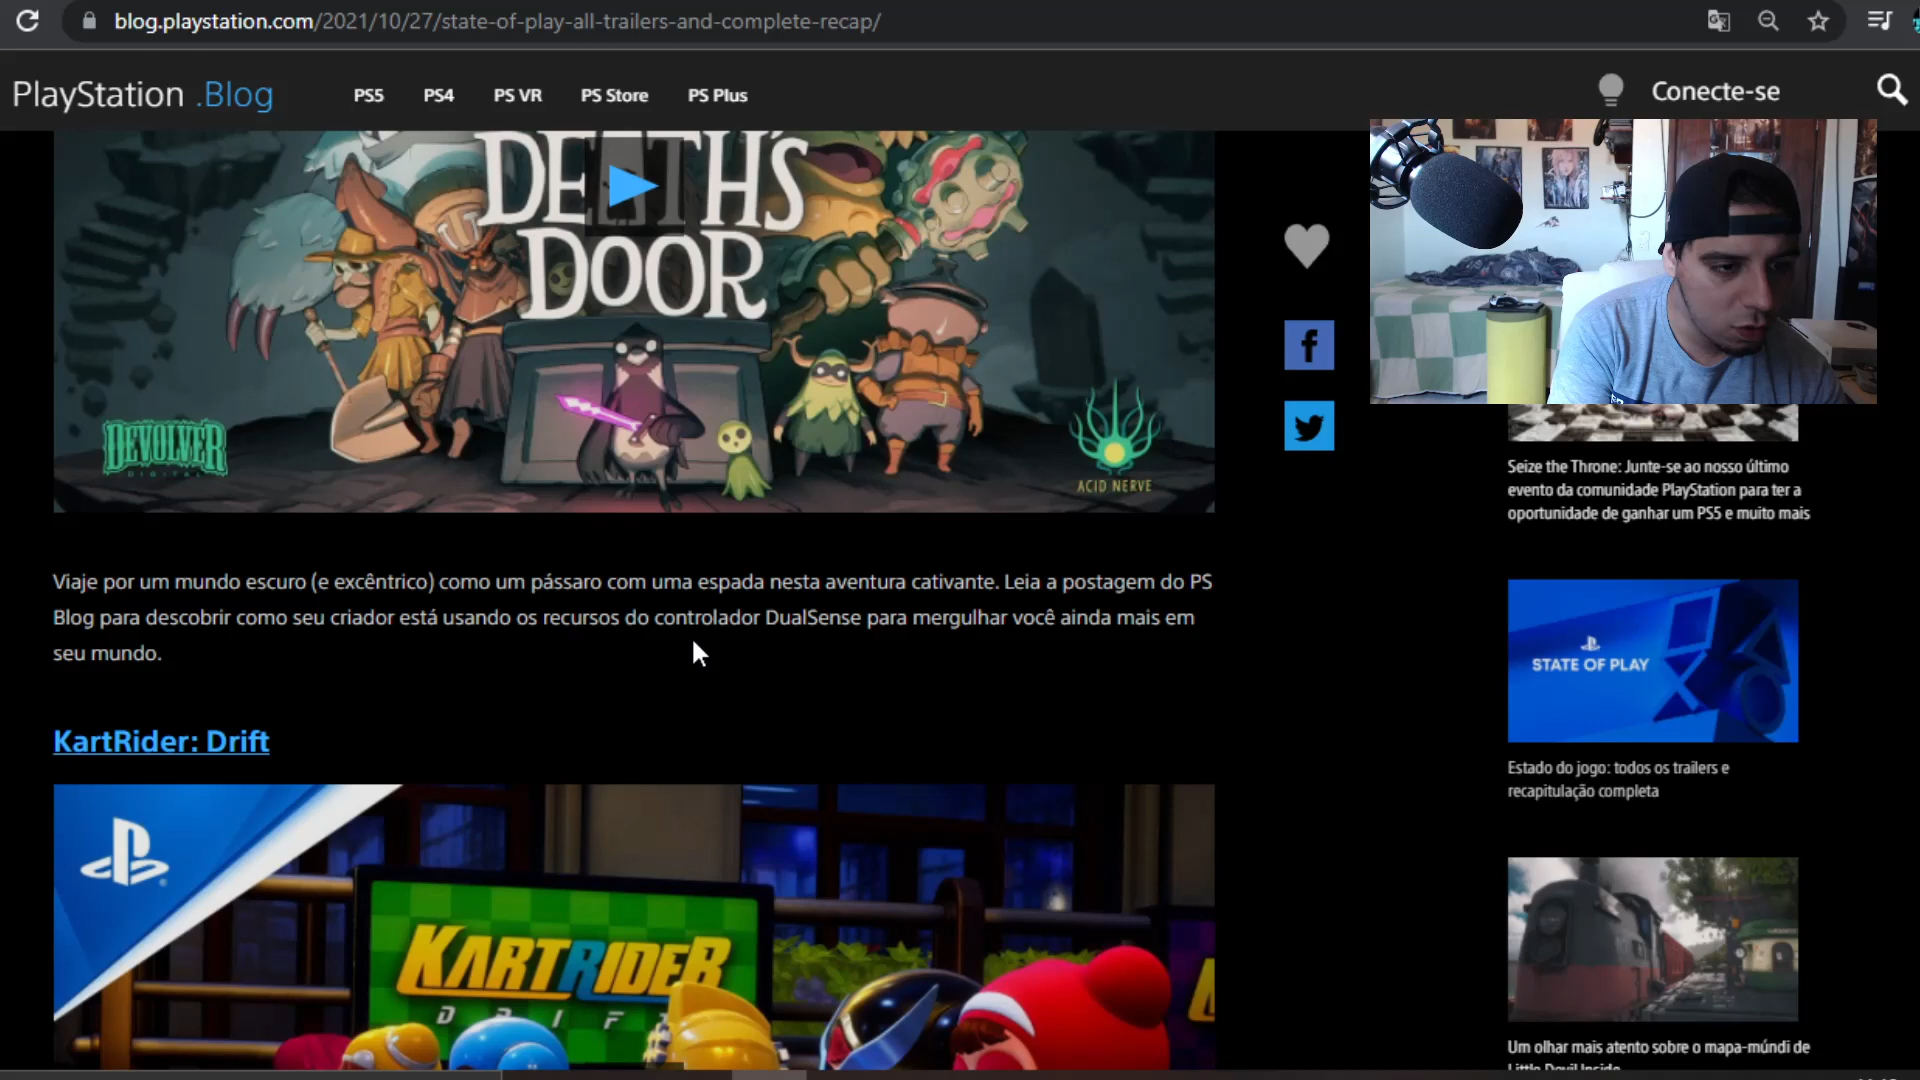 blog.playstation.com/2021/10/27/state-of-play-all-trailers-and-complete-recap/
PlayStation .Blog
PS5
PS4
PS VR
PS Store
PS Plus
Conecte-se
DEATH'S
DOOR
DEVOLVER
DIGITAL
ACID NERVE
Viaje por um mundo escuro (e excêntrico) como um pássaro com uma espada nesta aventura cativante. Leia a postagem do PS
Blog para descobrir como seu criador está usando os recursos do controlador DualSense para mergulhar você ainda mais em
seu mundo.
KartRider: Drift
KARTRIDER
DRIFT
Seize the Throne: Junte-se ao nosso último
evento da comunidade PlayStation para ter a
oportunidade de ganhar um PS5 e muito mais
STATE OF PLAY
Estado do jogo: todos os trailers e
recapitulação completa
Um olhar mais atento sobre o mapa-múndi de
Little Devil Inside